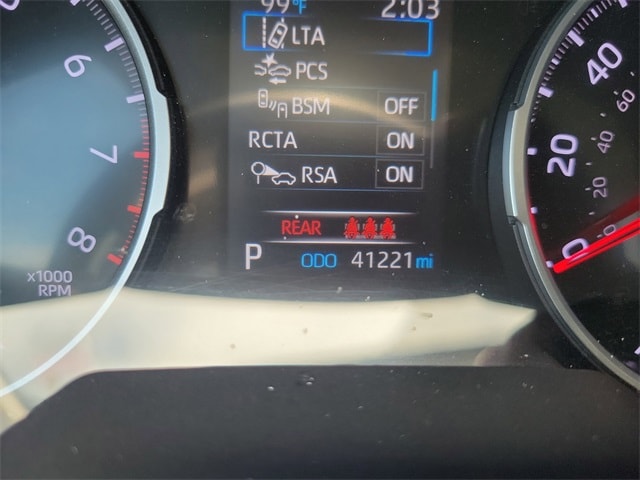 99°F 2:03
LTA
PCS
BSM OFF
RCTA ON
RSA ON
REAR
P ODO 41221 mi
6
7
8
x1000
RPM
40
20
0
60
40
20
0